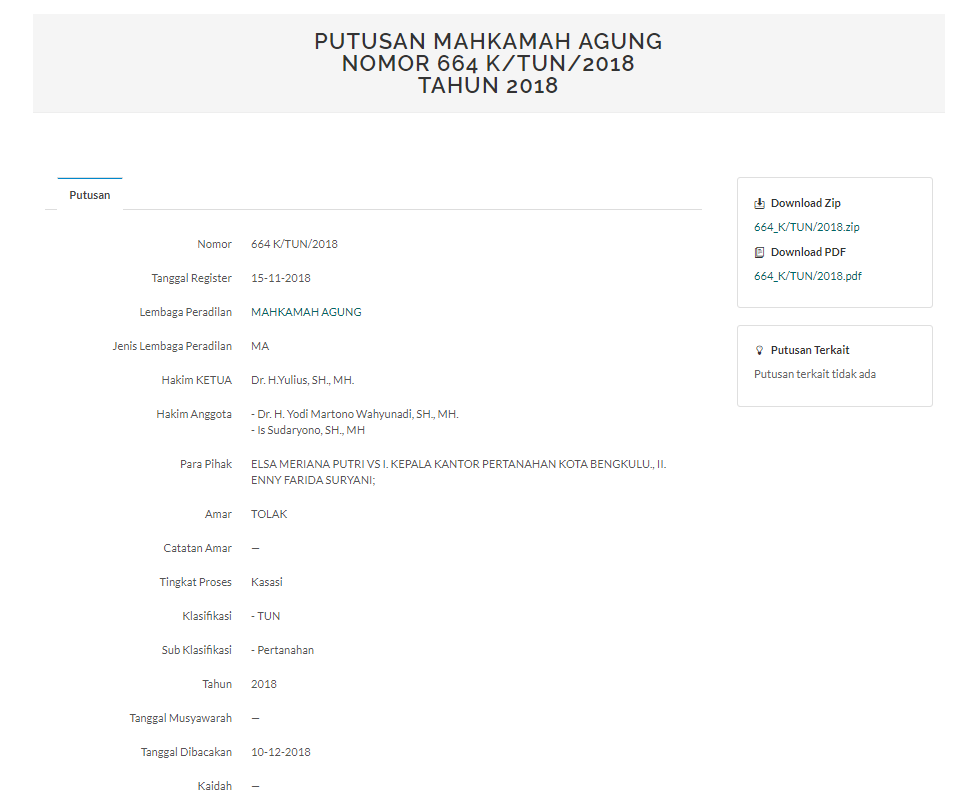 PUTUSAN MAHKAMAH AGUNG
NOMOR 664 K/TUN/2018
TAHUN 2018
Putusan
Nomor 664 K/TUN/2018
Tanggal Register 15-11-2018
Lembaga Peradilan MAHKAMAH AGUNG
Jenis Lembaga Peradilan MA
Hakim KETUA Dr. H.Yulius, SH., MH.
Hakim Anggota - Dr. H. Yodi Martono Wahyunadi, SH., MH.
- Is Sudaryono, SH., MH
Para Pihak ELSA MERIANA PUTRI VS I. KEPALA KANTOR PERTANAHAN KOTA BENGKULU., II.
ENNY FARIDA SURYANI;
Amar TOLAK
Catatan Amar —
Tingkat Proses Kasasi
Klasifikasi - TUN
Sub Klasifikasi - Pertanahan
Tahun 2018
Tanggal Musyawarah —
Tanggal Dibacakan 10-12-2018
Kaidah —
Download Zip
664_K/TUN/2018.zip
Download PDF
664_K/TUN/2018.pdf
Putusan Terkait
Putusan terkait tidak ada